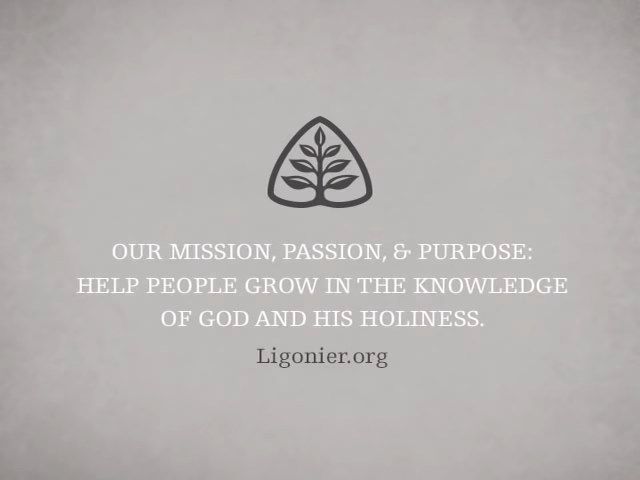 OUR MISSION, PASSION, & PURPOSE:
HELP PEOPLE GROW IN THE KNOWLEDGE
OF GOD AND HIS HOLINESS.
Ligonier.org